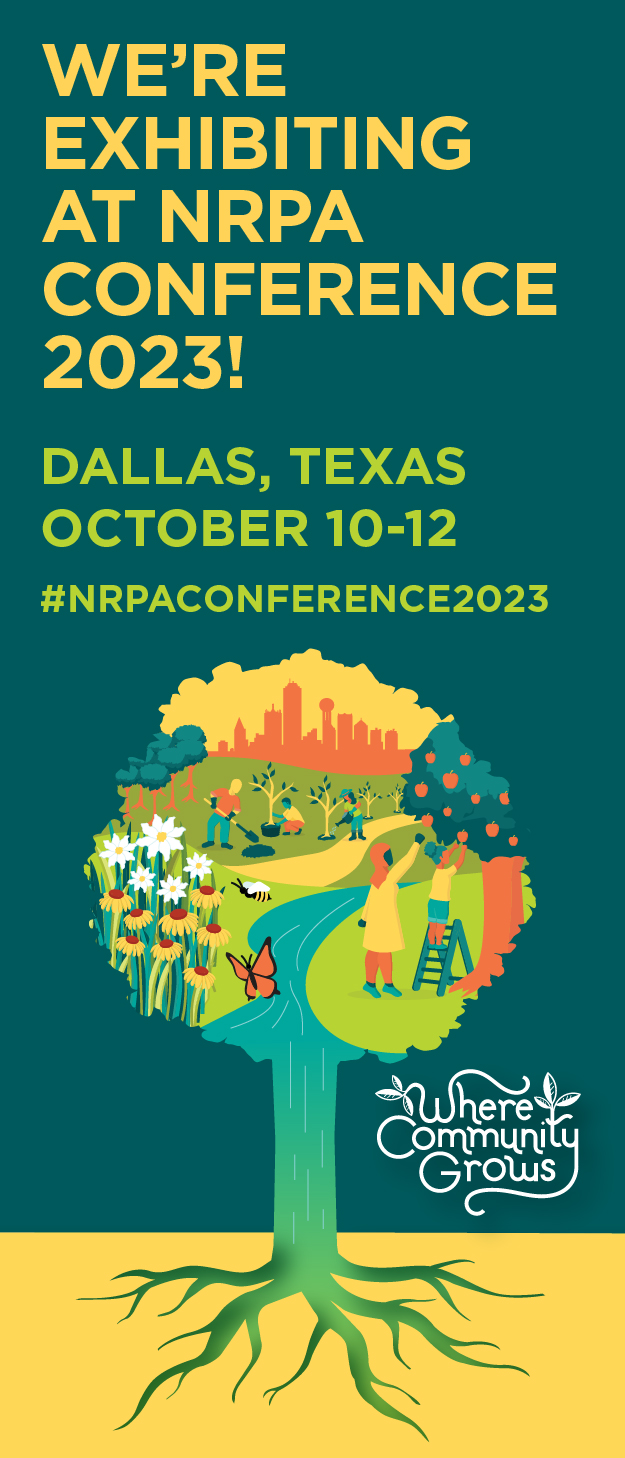 WE’RE
EXHIBITING
AT NRPA
CONFERENCE
2023!
DALLAS, TEXAS
OCTOBER 10-12
#NRPACONFERENCE2023
Where
Community
Grows